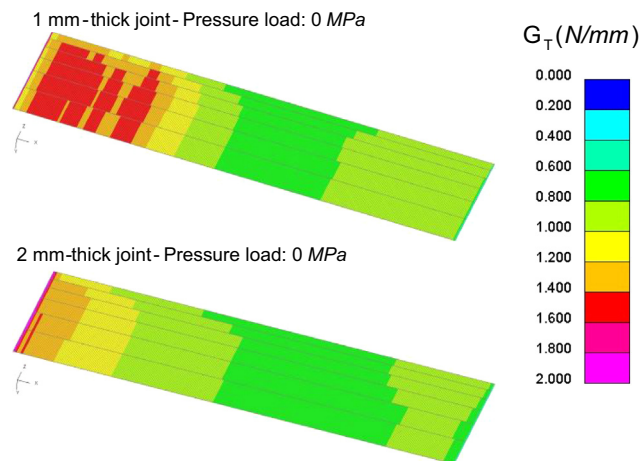 1 mm-thick joint - Pressure load: 0 MPa
G_T (N/mm)
0.000
0.200
0.400
0.600
0.800
1.000
1.200
1.400
1.600
1.800
2.000
Z
X
Y
2 mm-thick joint - Pressure load: 0 MPa
Z
X
Y